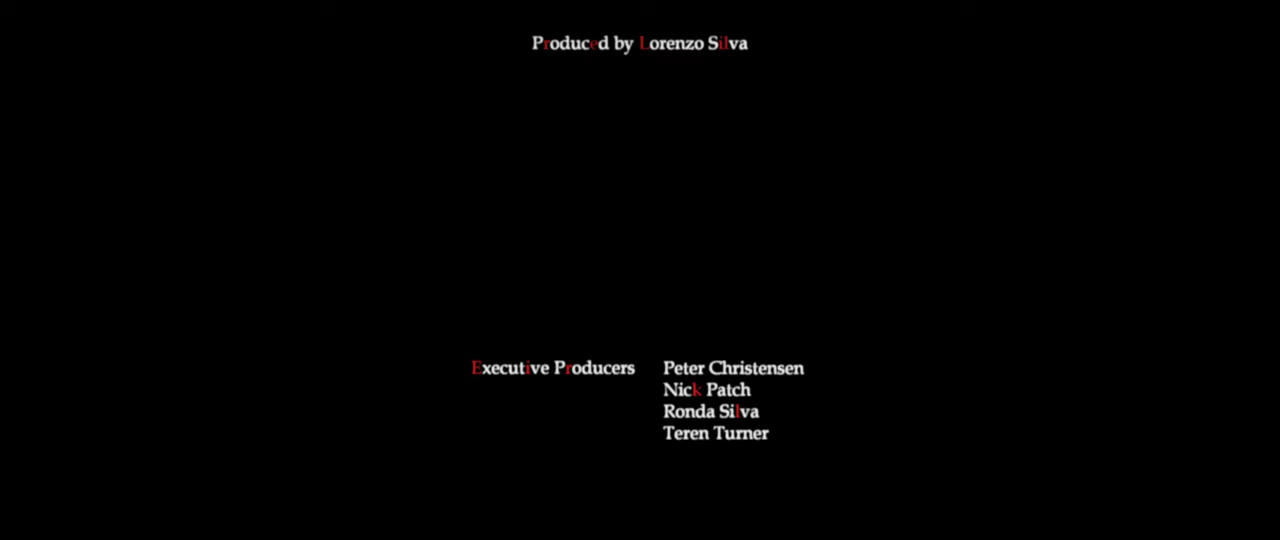 Produced by Lorenzo Silva
Executive Producers Peter Christensen
Nick Patch
Ronda Silva
Teren Turner